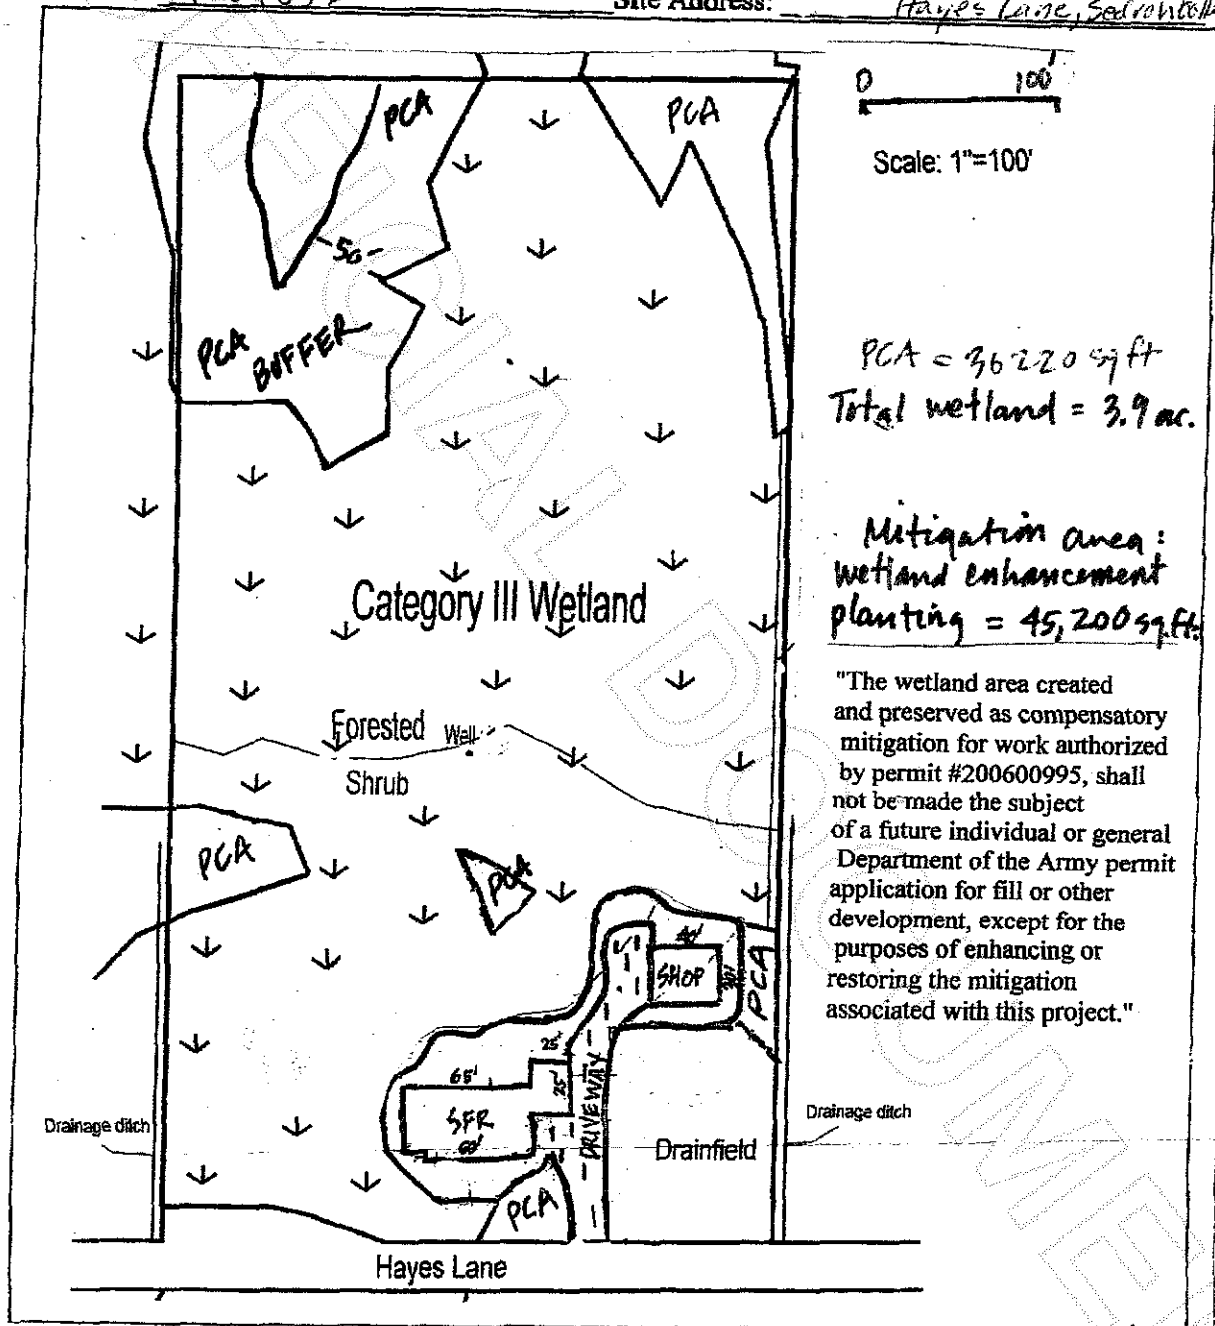 Site Address: Hayes Lane,
0 100'
Scale: 1"=100'
PCA
PCA
50
PCA
BUFFER
PCA = 36220 sq ft
Total wetland = 3.9 ac.
Mitigation area:
wetland enhancement
planting = 45,200 sq.ft.
Category III Wetland
"The wetland area created
and preserved as compensatory
mitigation for work authorized
by permit #200600995, shall
not be made the subject
of a future individual or general
Department of the Army permit
application for fill or other
development, except for the
purposes of enhancing or
restoring the mitigation
associated with this project."
Forested
Well
Shrub
PCA
PCA
40'
SHOP
30'
PCA
25'
65'
25'
SFR
60'
DRIVEWAY
Drainage ditch
Drainfield
Drainage ditch
PCA
Hayes Lane
UNOFFICIAL DOCUMENT